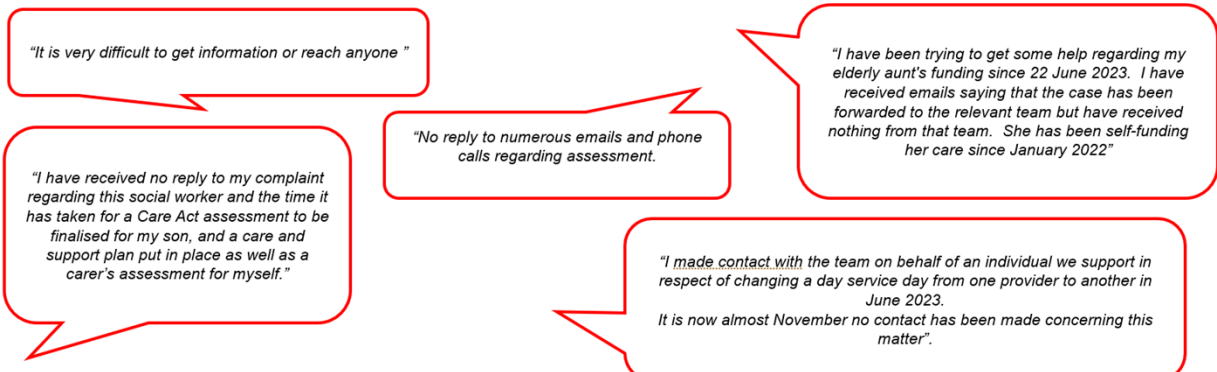 “It is very difficult to get information or reach anyone ”
“I have been trying to get some help regarding my
elderly aunt's funding since 22 June 2023.  I have
received emails saying that the case has been
forwarded to the relevant team but have received
nothing from that team.  She has been self-funding
her care since January 2022”
“No reply to numerous emails and phone
calls regarding assessment.
“I have received no reply to my complaint
regarding this social worker and the time it
has taken for a Care Act assessment to be
finalised for my son, and a care and
support plan put in place as well as a
carer’s assessment for myself.”
“I made contact with the team on behalf of an individual we support in
respect of changing a day service day from one provider to another in
June 2023.
It is now almost November no contact has been made concerning this
matter”.